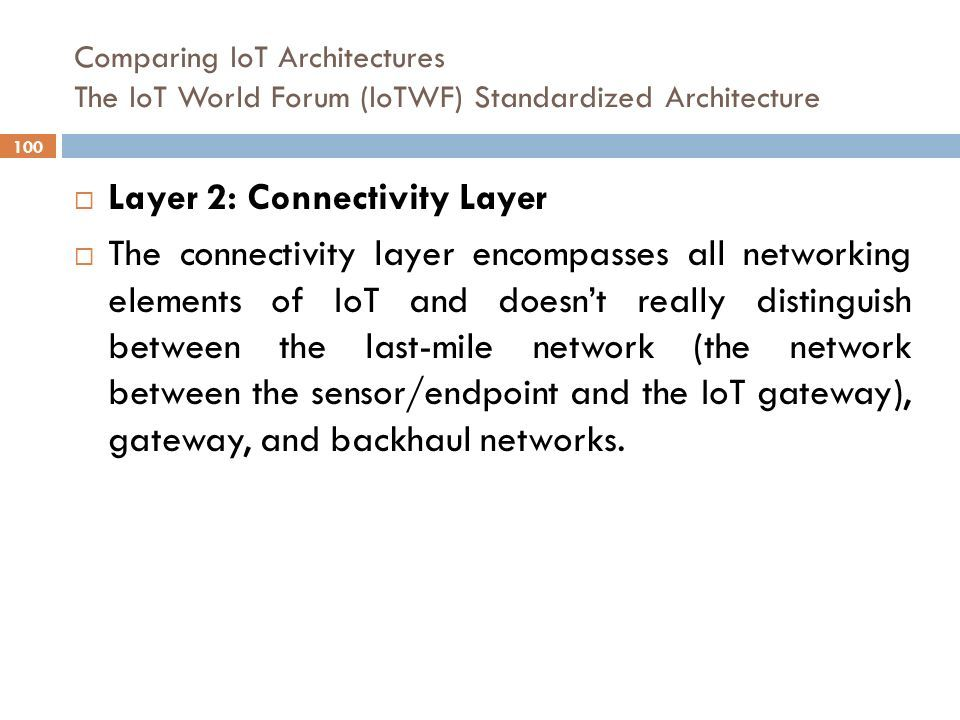 Comparing IoT Architectures
The IoT World Forum (IoTWF) Standardized Architecture
100
Layer 2: Connectivity Layer
The connectivity layer encompasses all networking
elements of IoT and doesn’t really distinguish
between the last-mile network (the network
between the sensor/endpoint and the IoT gateway),
gateway, and backhaul networks.